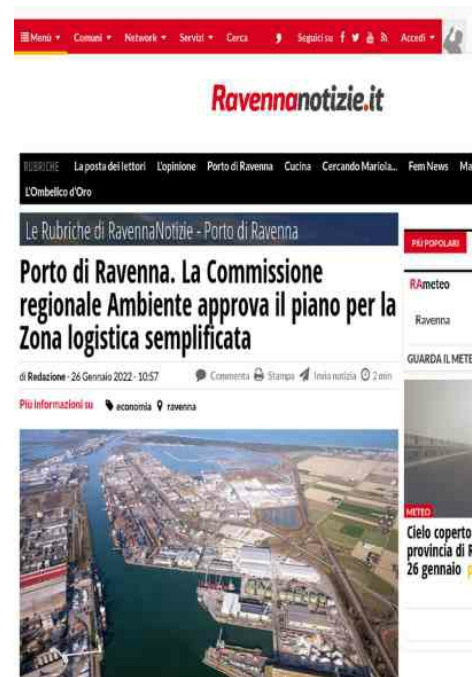 Menù Comuni Network Servizi Cerca Seguici su Accedi
Ravennanotizie.it
RUBRICHE La posta dei lettori L'opinione Porto di Ravenna Cucina Cercando Mariola... Fem News
L'Ombelico d'Oro
Le Rubriche di RavennaNotizie - Porto di Ravenna
Porto di Ravenna. La Commissione
regionale Ambiente approva il piano per la
Zona logistica semplificata
di Redazione - 26 Gennaio 2022 - 10:57 Commenta Stampa Invia notizia 2 min
Più informazioni su economia ravenna
PIÙ POPOLARI
RAmeteo
Ravenna
GUARDA IL METE
METEO
Cielo coperto
provincia di R
26 gennaio